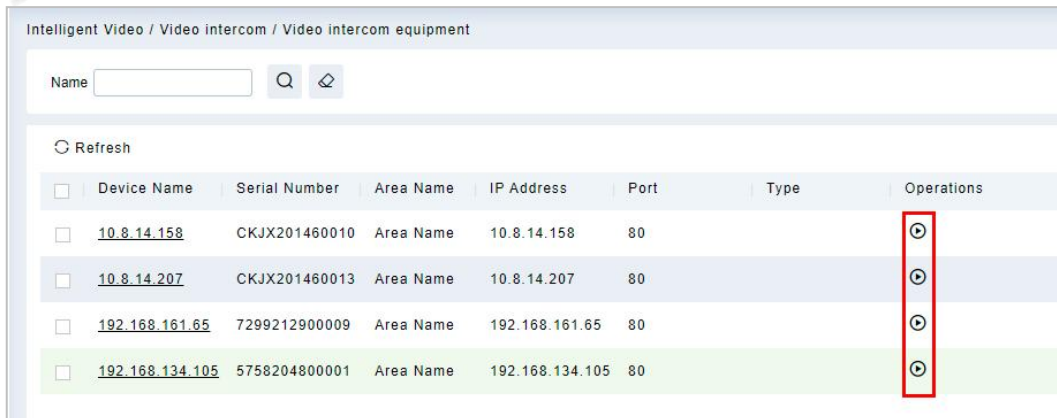 Intelligent Video / Video intercom / Video intercom equipment
Name
Refresh
Device Name Serial Number Area Name IP Address Port Type Operations
10.8.14.158 CKJX201460010 Area Name 10.8.14.158 80
10.8.14.207 CKJX201460013 Area Name 10.8.14.207 80
192.168.161.65 7299212900009 Area Name 192.168.161.65 80
192.168.134.105 5758204800001 Area Name 192.168.134.105 80